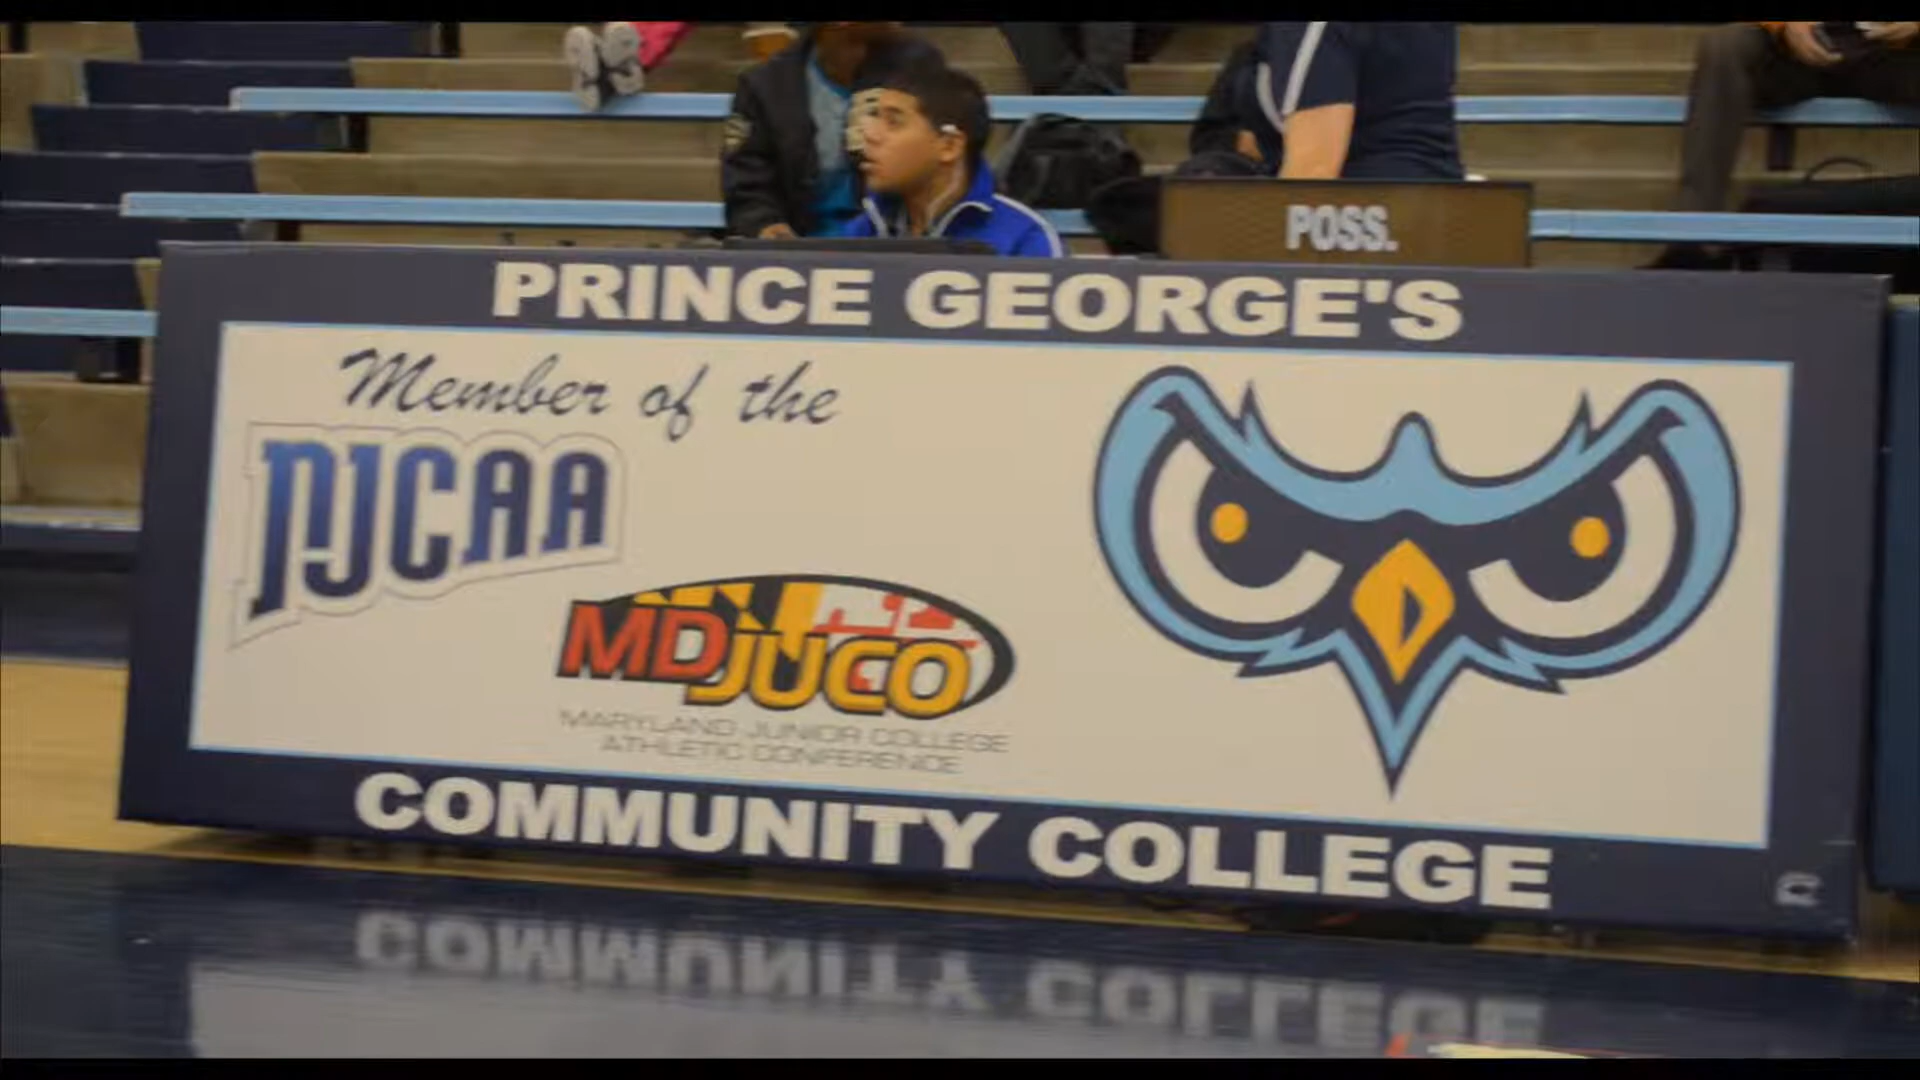 POSS.
PRINCE GEORGE'S
Member of the
NJCAA
MDJUCO
MARYLAND JUNIOR COLLEGE
ATHLETIC CONFERENCE
COMMUNITY COLLEGE